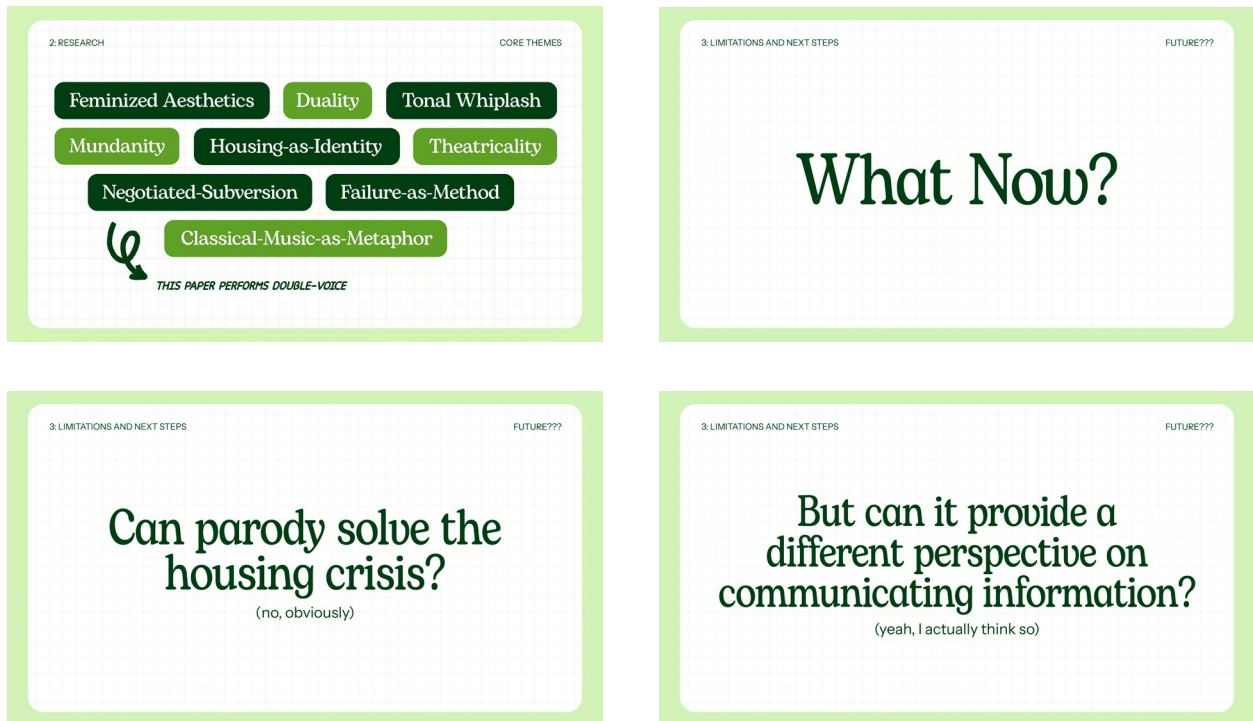 2: RESEARCH
CORE THEMES
Feminized Aesthetics
Duality
Tonal Whiplash
Mundanity
Housing-as-Identity
Theatricality
Negotiated-Subversion
Failure-as-Method
Classical-Music-as-Metaphor
THIS PAPER PERFORMS DOUBLE-VOICE
3: LIMITATIONS AND NEXT STEPS
FUTURE???
What Now?
3: LIMITATIONS AND NEXT STEPS
FUTURE???
Can parody solve the
housing crisis?
(no, obviously)
3: LIMITATIONS AND NEXT STEPS
FUTURE???
But can it provide a
different perspective on
communicating information?
(yeah, I actually think so)